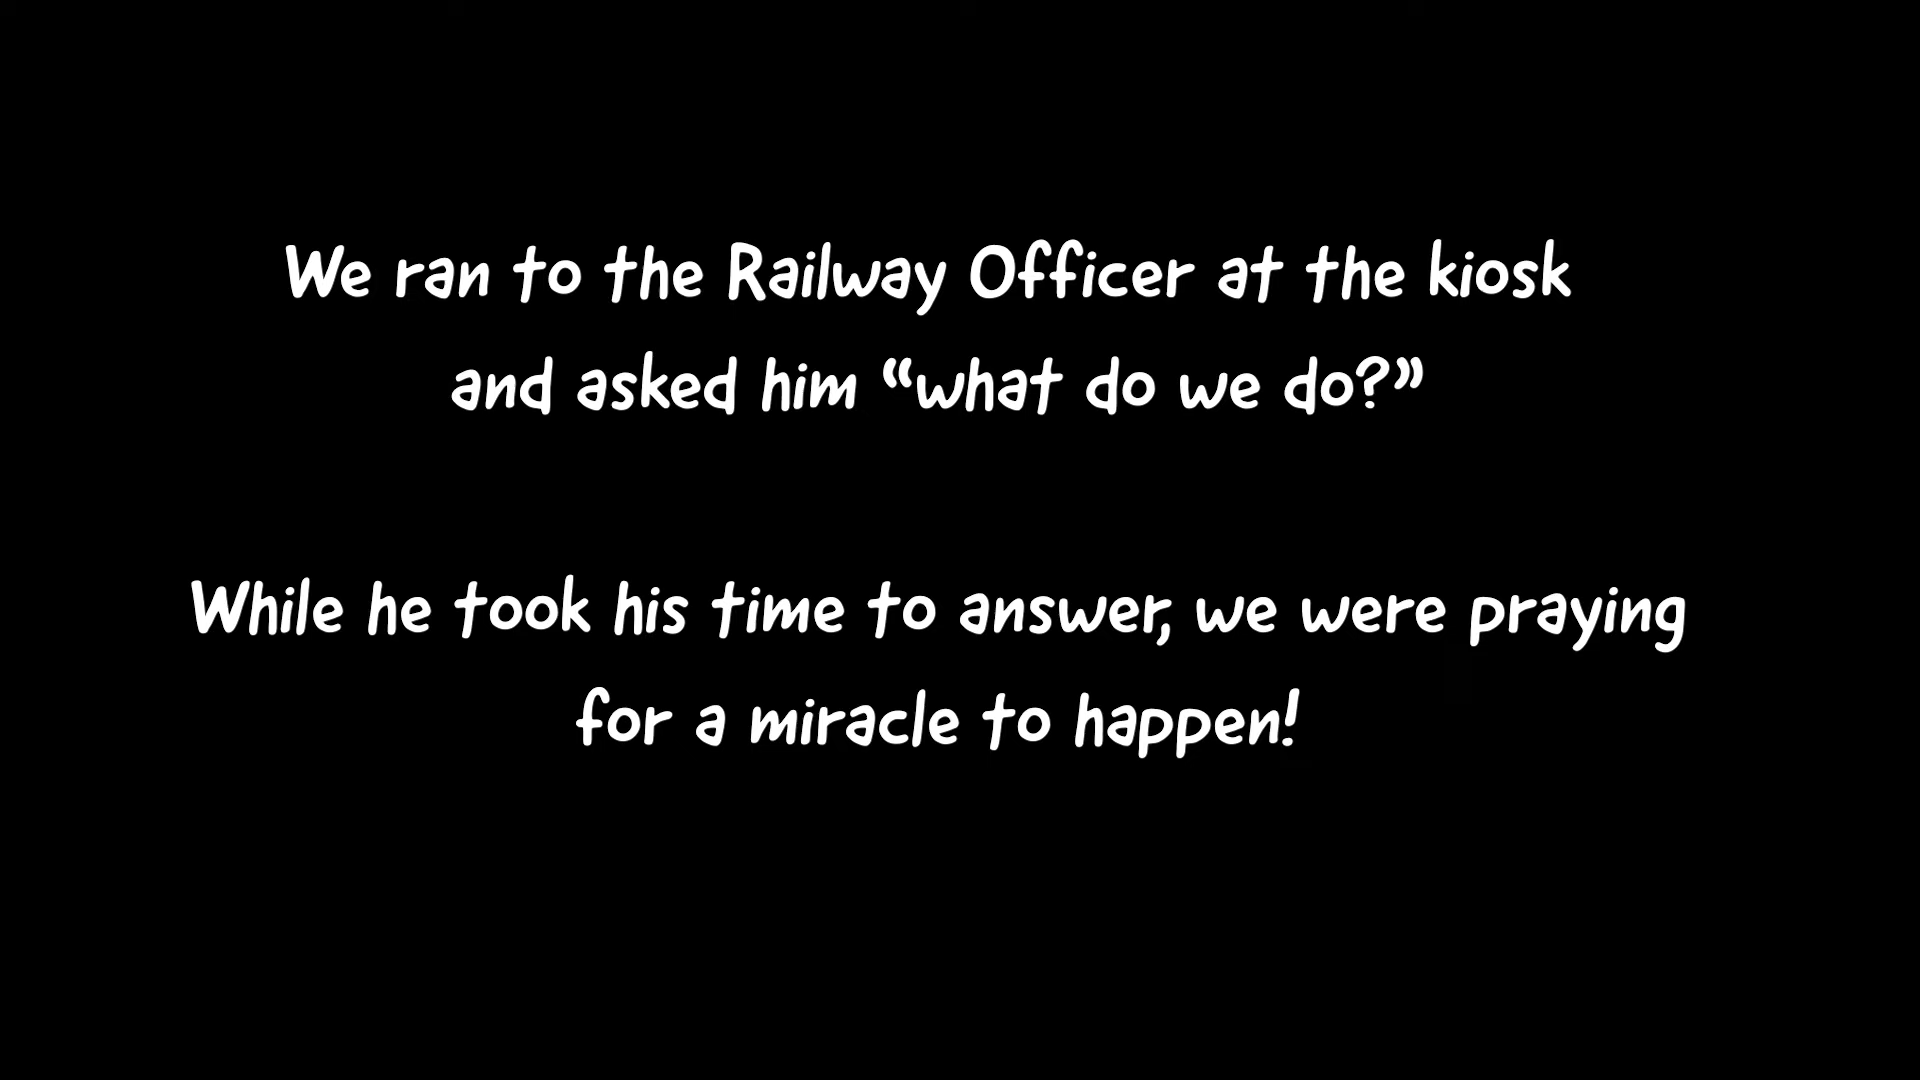 We ran to the Railway Officer at the kiosk
and asked him “what do we do?”
While he took his time to answer, we were praying
for a miracle to happen!